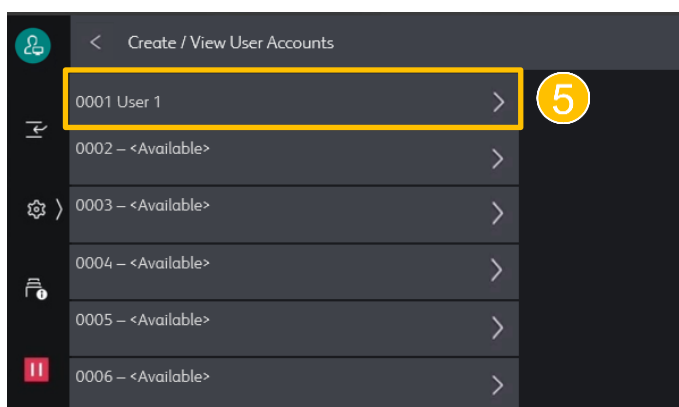 Create / View User Accounts
0001 User 1
5
0002 – <Available>
0003 – <Available>
0004 – <Available>
0005 – <Available>
0006 – <Available>